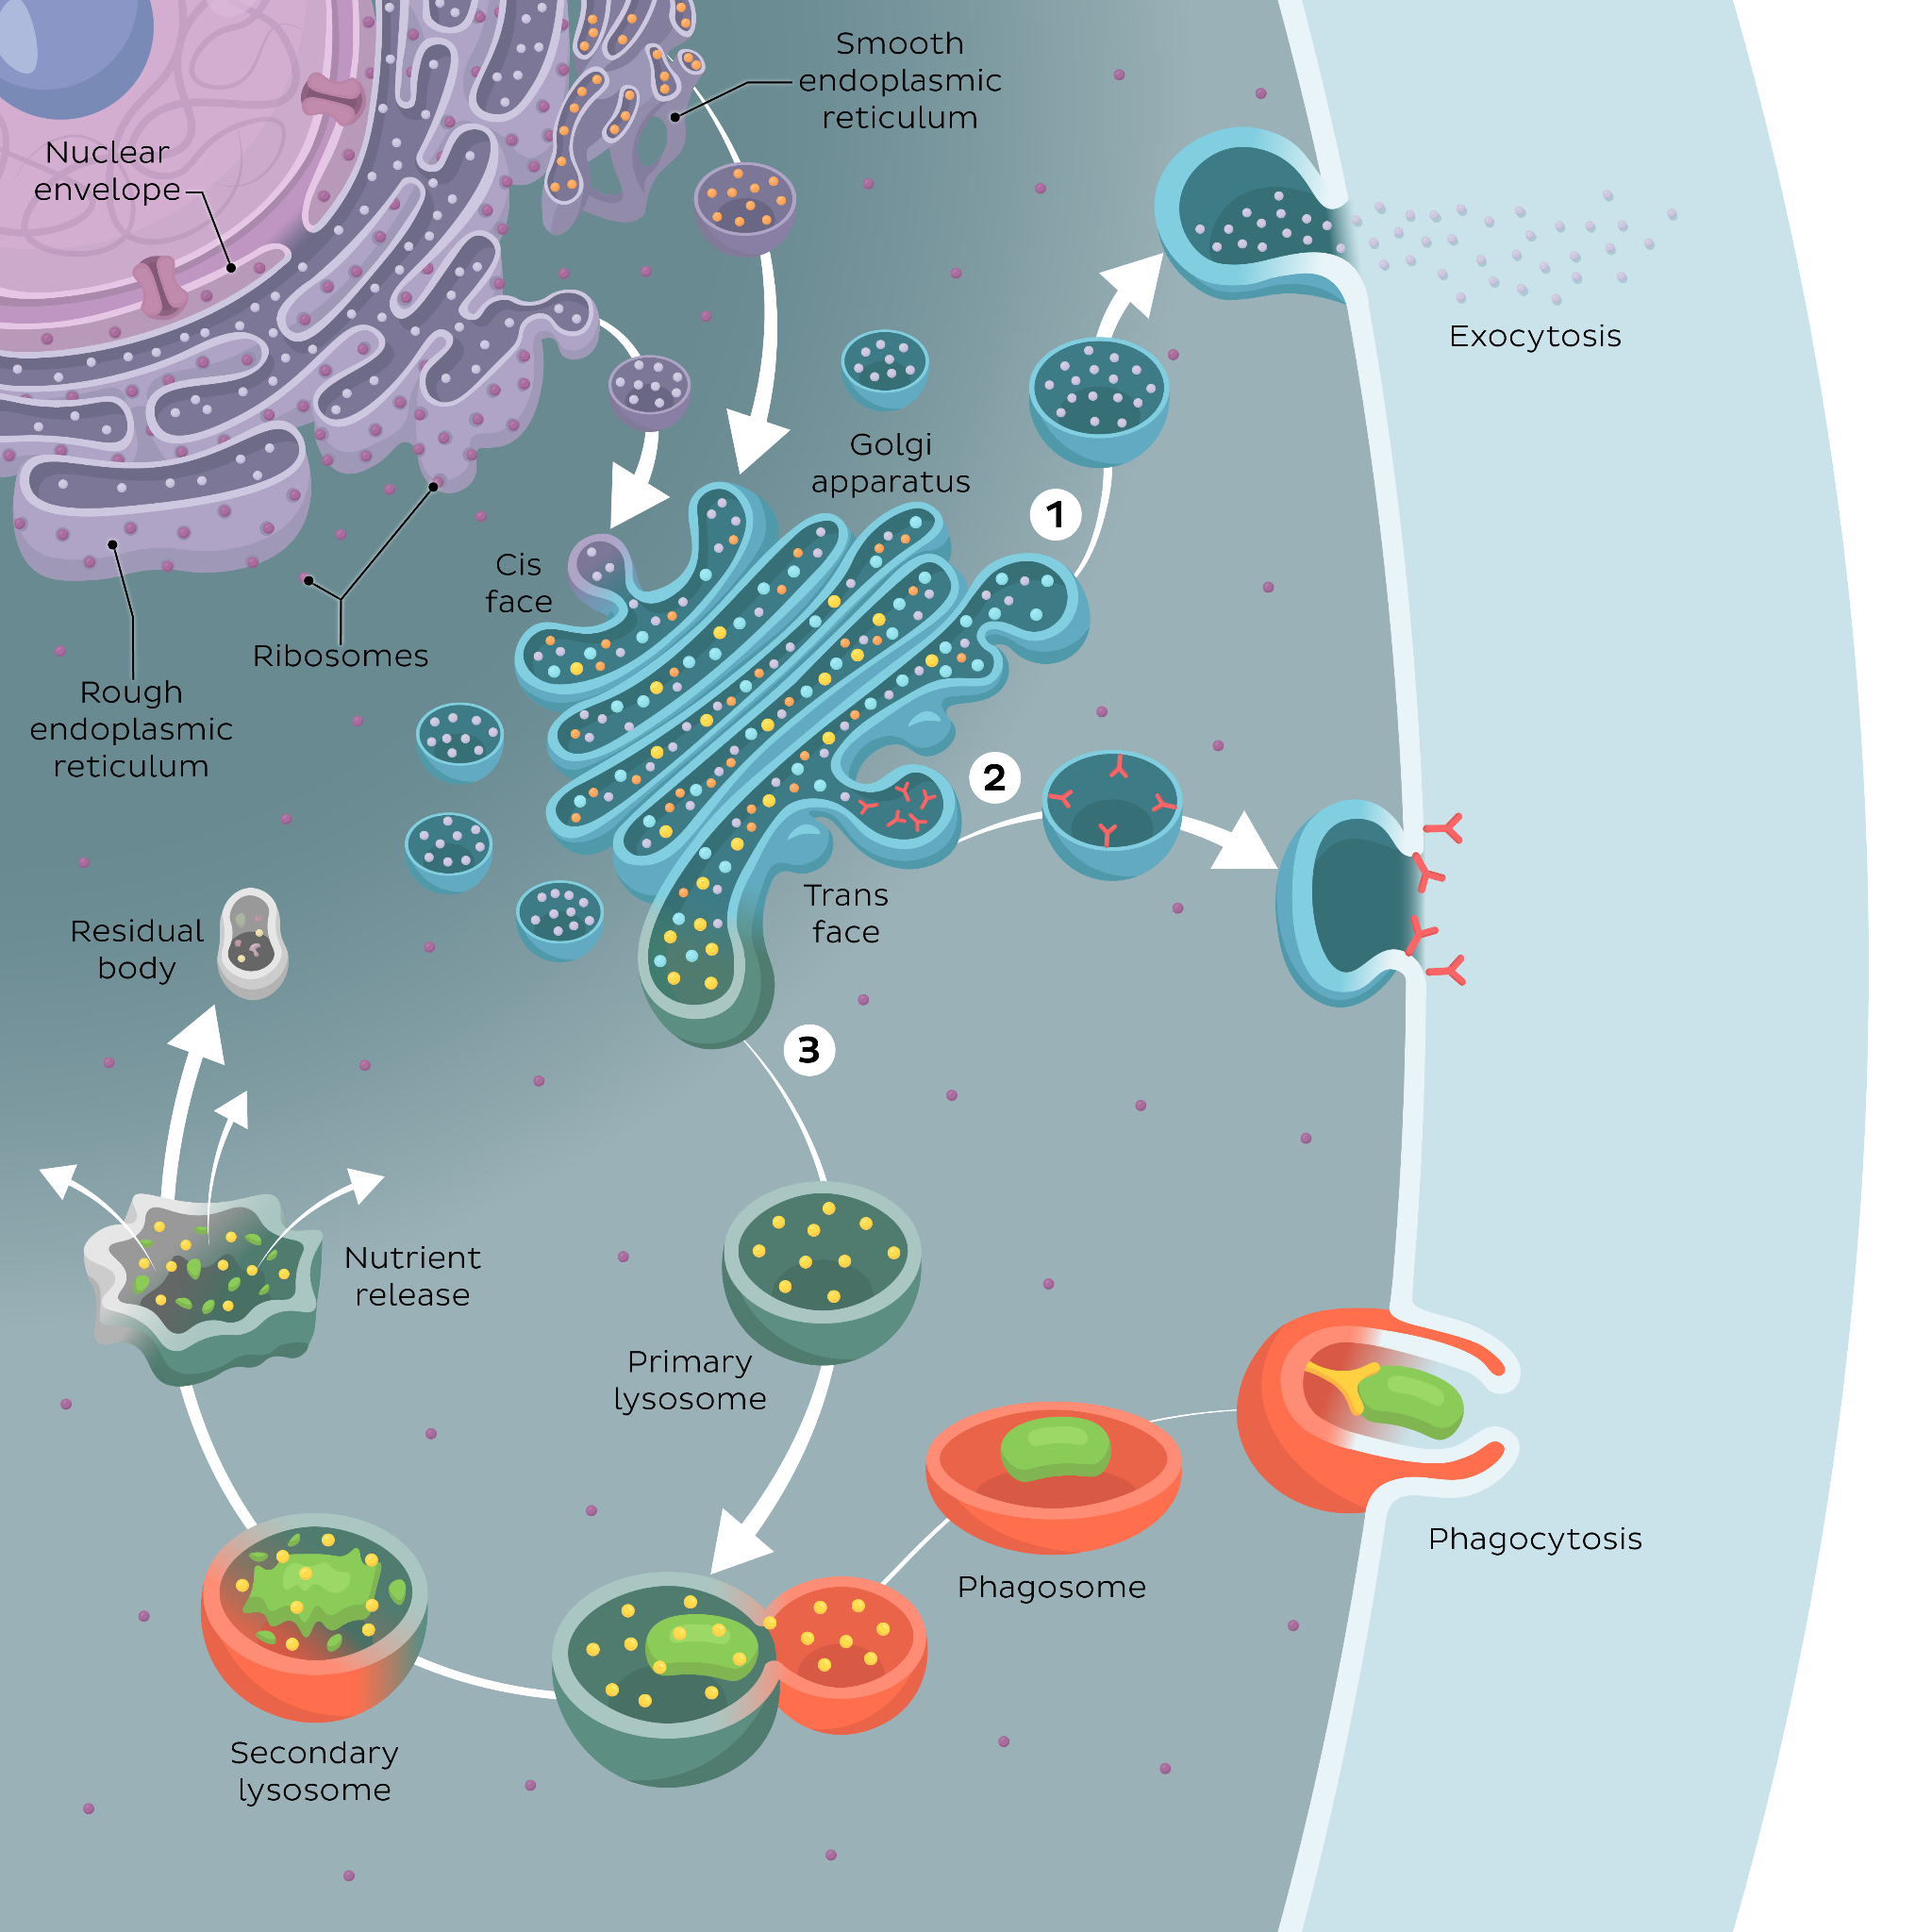 Smooth
endoplasmic
reticulum
Nuclear
envelope
Exocytosis
Golgi
apparatus
1
Cis
face
Ribosomes
Rough
endoplasmic
reticulum
2
Trans
face
Residual
body
3
Nutrient
release
Primary
lysosome
Phagocytosis
Phagosome
Secondary
lysosome